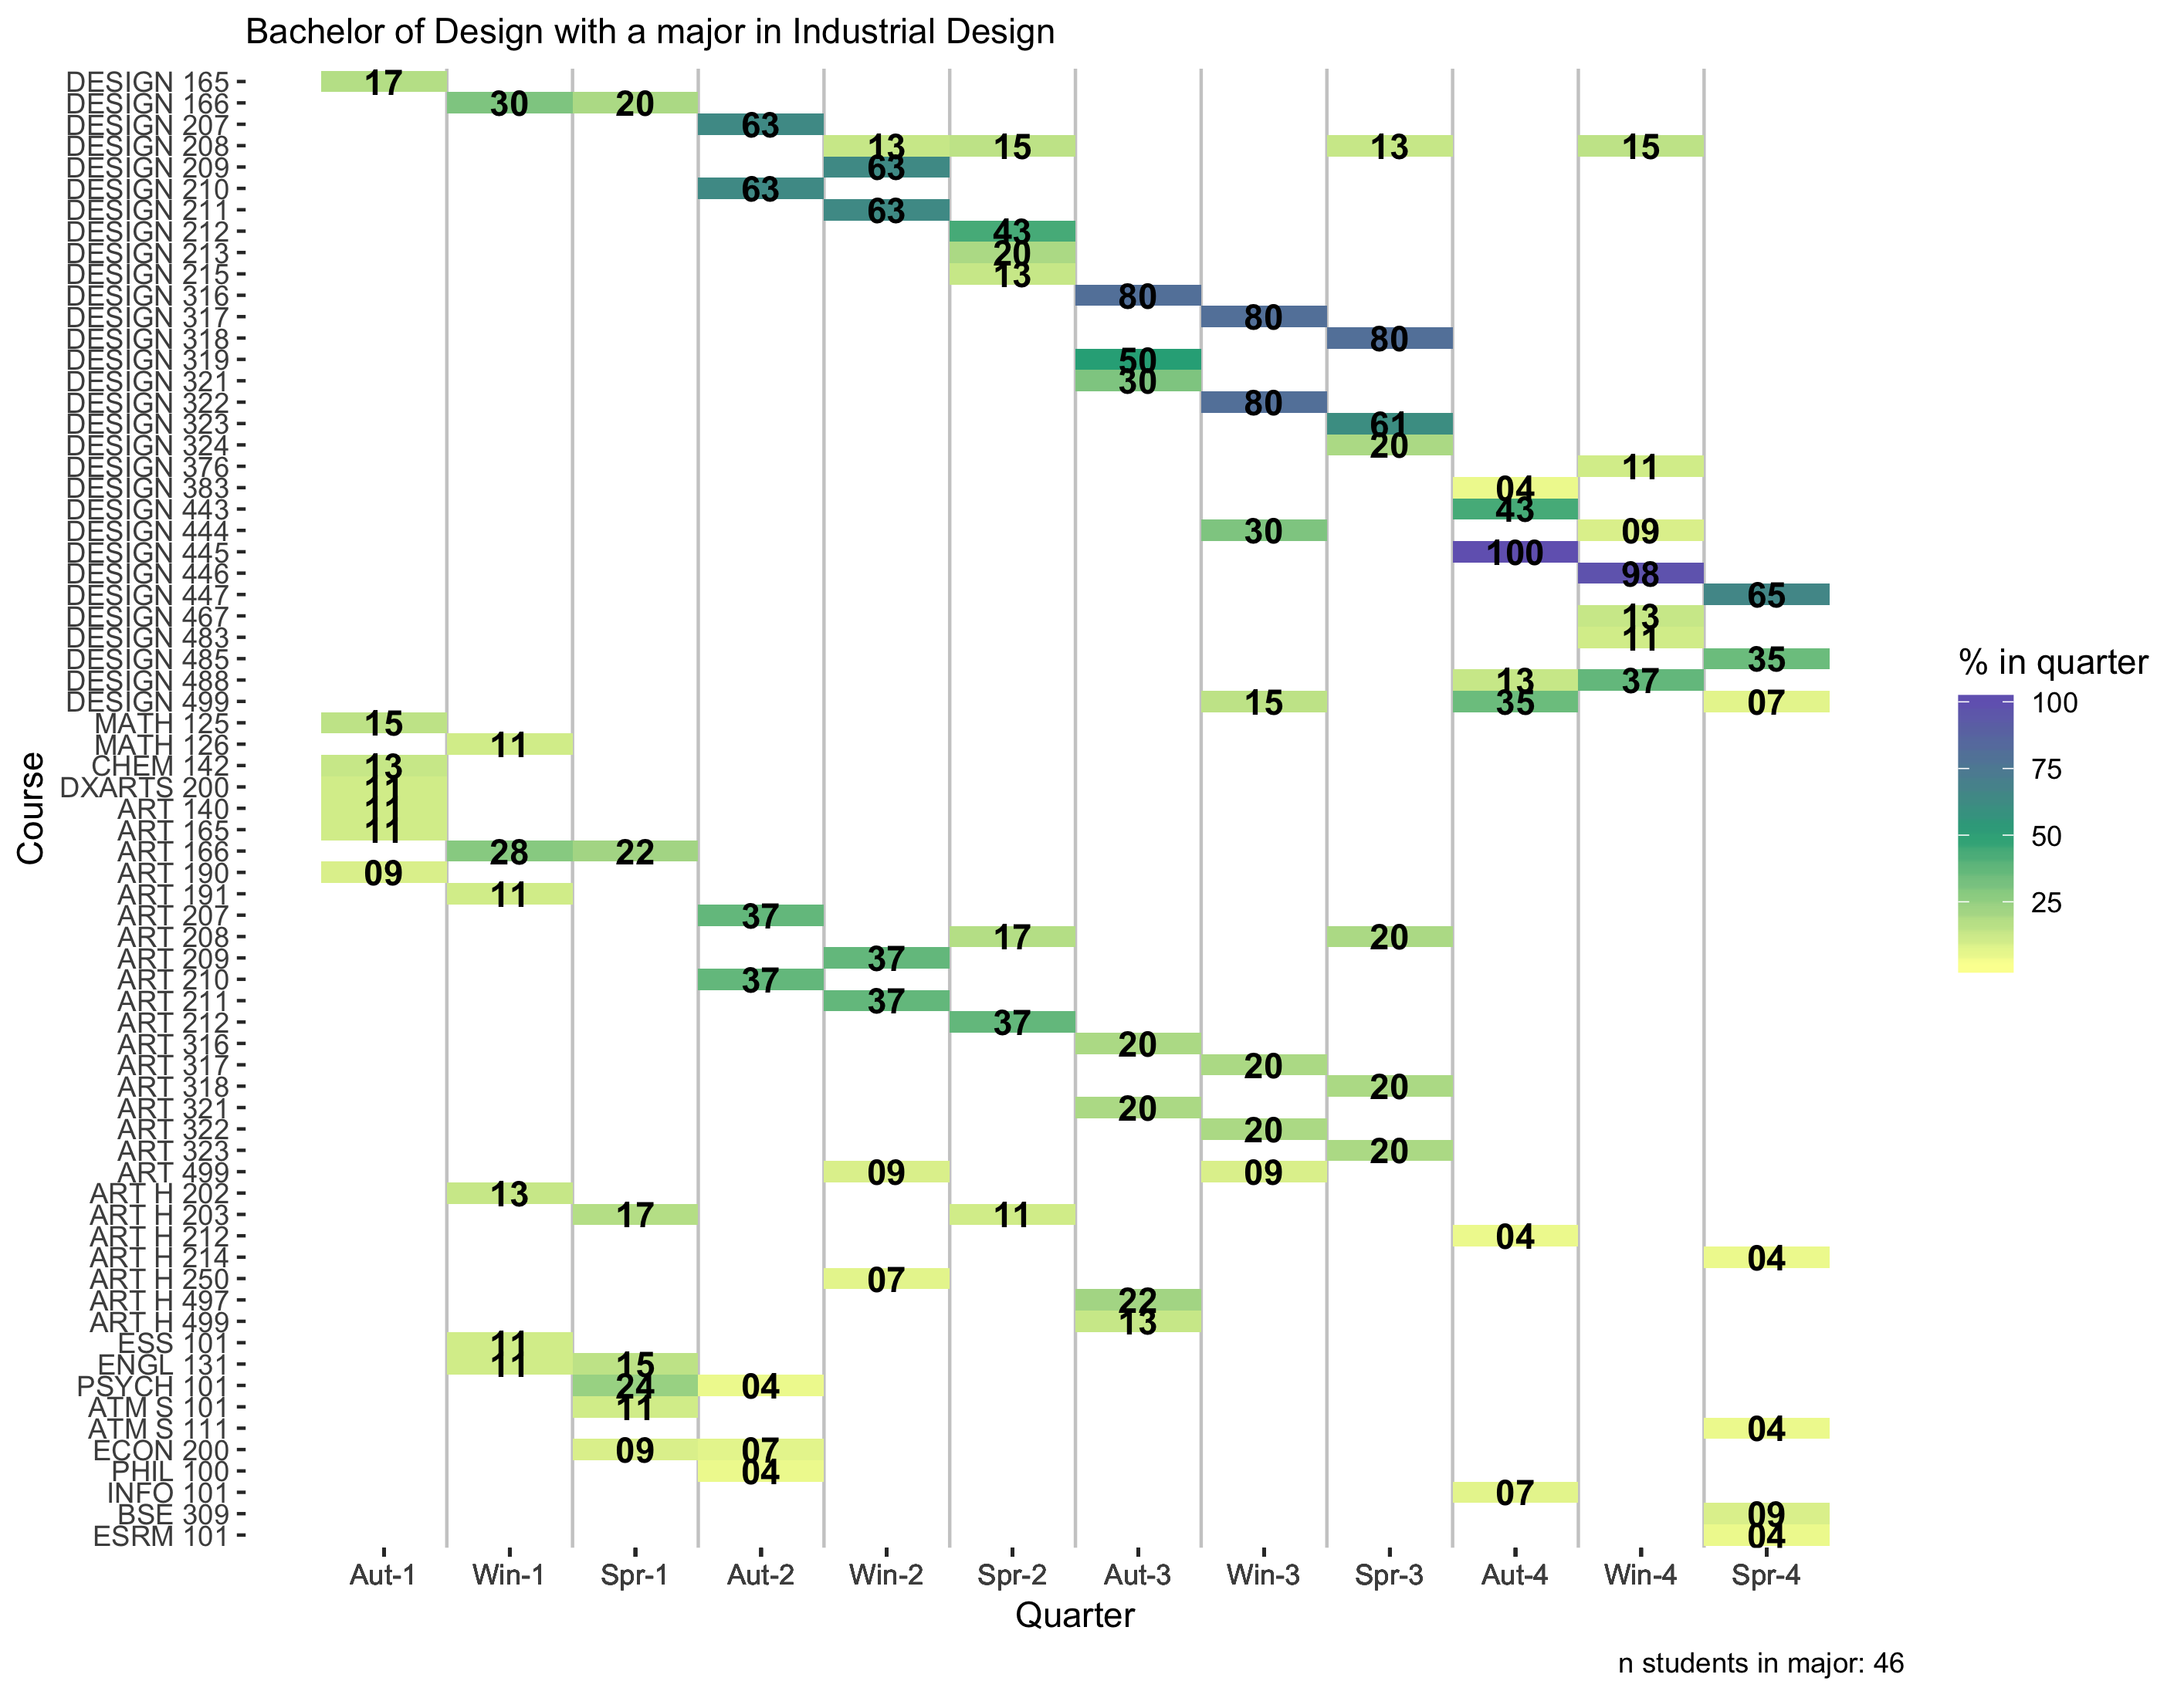 Bachelor of Design with a major in Industrial Design
DESIGN 165 17
DESIGN 166 30 20
DESIGN 207 63
DESIGN 208 13 15 13 15
DESIGN 209 63
DESIGN 210 63
DESIGN 211 63
DESIGN 212 43
DESIGN 213 20
DESIGN 215 13
DESIGN 316 80
DESIGN 317 80
DESIGN 318 80
DESIGN 319 50
DESIGN 321 30
DESIGN 322 80
DESIGN 323 61
DESIGN 324 20
DESIGN 376 11
DESIGN 383 04
DESIGN 443 43
DESIGN 444 30 09
DESIGN 445 100
DESIGN 446 98
DESIGN 447 65
DESIGN 467 13
DESIGN 483 11
DESIGN 485 35
DESIGN 488 13 37
DESIGN 499 15 35 07
MATH 125 15
MATH 126 11
CHEM 142 13
DXARTS 200 11
ART 140 11
ART 165 11
ART 166 28 22
ART 190 09
ART 191 11
ART 207 37
ART 208 17 20
ART 209 37
ART 210 37
ART 211 37
ART 212 37
ART 316 20
ART 317 20
ART 318 20
ART 321 20
ART 322 20
ART 323 20
ART 499 09 09
ART H 202 13
ART H 203 17 11
ART H 212 04
ART H 214 04
ART H 250 07
ART H 497 22
ART H 499 13
ESS 101 11
ENGL 131 11 15
PSYCH 101 24 04
ATM S 101 11
ATM S 111 04
ECON 200 09 07
PHIL 100 04
INFO 101 07
BSE 309 09
ESRM 101 04
Course
Aut-1 Win-1 Spr-1 Aut-2 Win-2 Spr-2 Aut-3 Win-3 Spr-3 Aut-4 Win-4 Spr-4
Quarter
% in quarter
100
75
50
25
n students in major: 46